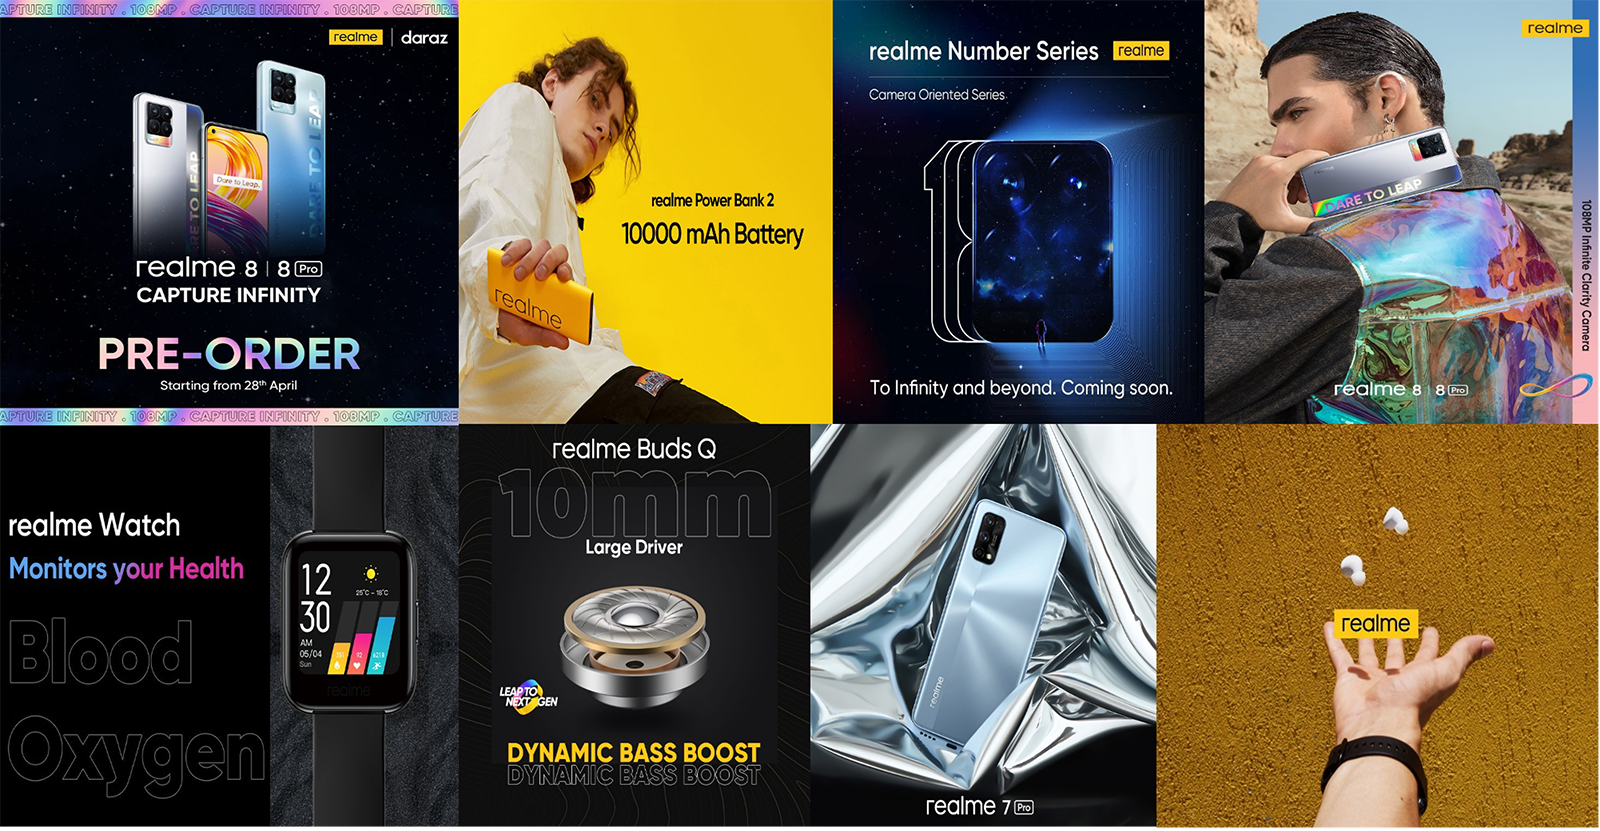 APTURE INFINITY . 108MP . CAPTURE INFINITY . 108MP . CAPTURE
realme | daraz
DARE TO LEAP
Dare to Leap.
DARE TO LEAP
realme 8 | 8 Pro
CAPTURE INFINITY
PRE-ORDER
Starting from 28th April
APTURE INFINITY . 108MP . CAPTURE INFINITY . 108MP . CAPTURE
realme Power Bank 2
10000 mAh Battery
realme
realme Number Series realme
Camera Oriented Series
18
To Infinity and beyond. Coming soon.
realme
realme
DARE TO LEAP
108MP Infinite Clarity Camera
realme 8 | 8 Pro
realme Watch
Monitors your Health
Blood
Oxygen
12
30
25°C - 18°C
AM
05/04
Sun
351
92
6218
realme
realme Buds Q
10mm
Large Driver
LEAP TO
NEXT GEN
DYNAMIC BASS BOOST
DYNAMIC BASS BOOST
realme
realme 7 Pro
realme